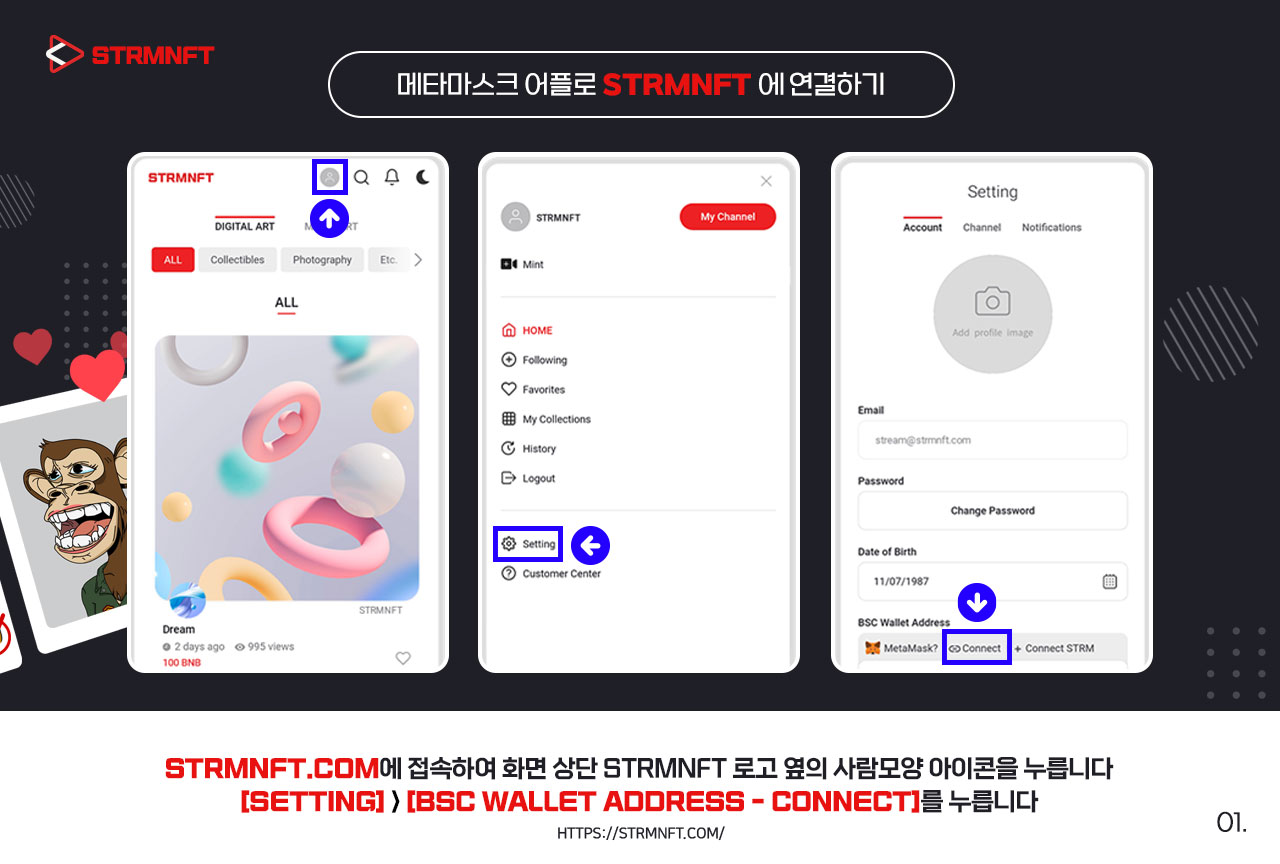 STRMNFT
메타마스크 어플로 STRMNFT 에 연결하기
STRMNFT
DIGITAL ART
ALL
Collectibles
Photography
Etc.
ALL
STRMNFT
Dream
2 days ago
995 views
100 BNB
STRMNFT
My Channel
Mint
HOME
Following
Favorites
My Collections
History
Logout
Setting
Customer Center
Setting
Account
Channel
Notifications
Add profile image
Email
stream@strmnft.com
Password
Change Password
Date of Birth
11/07/1987
BSC Wallet Address
MetaMask?
Connect
+ Connect STRM
STRMNFT.COM에 접속하여 화면 상단 STRMNFT 로고 옆의 사람모양 아이콘을 누릅니다
[SETTING] > [BSC WALLET ADDRESS - CONNECT]를 누릅니다
HTTPS://STRMNFT.COM/
01.